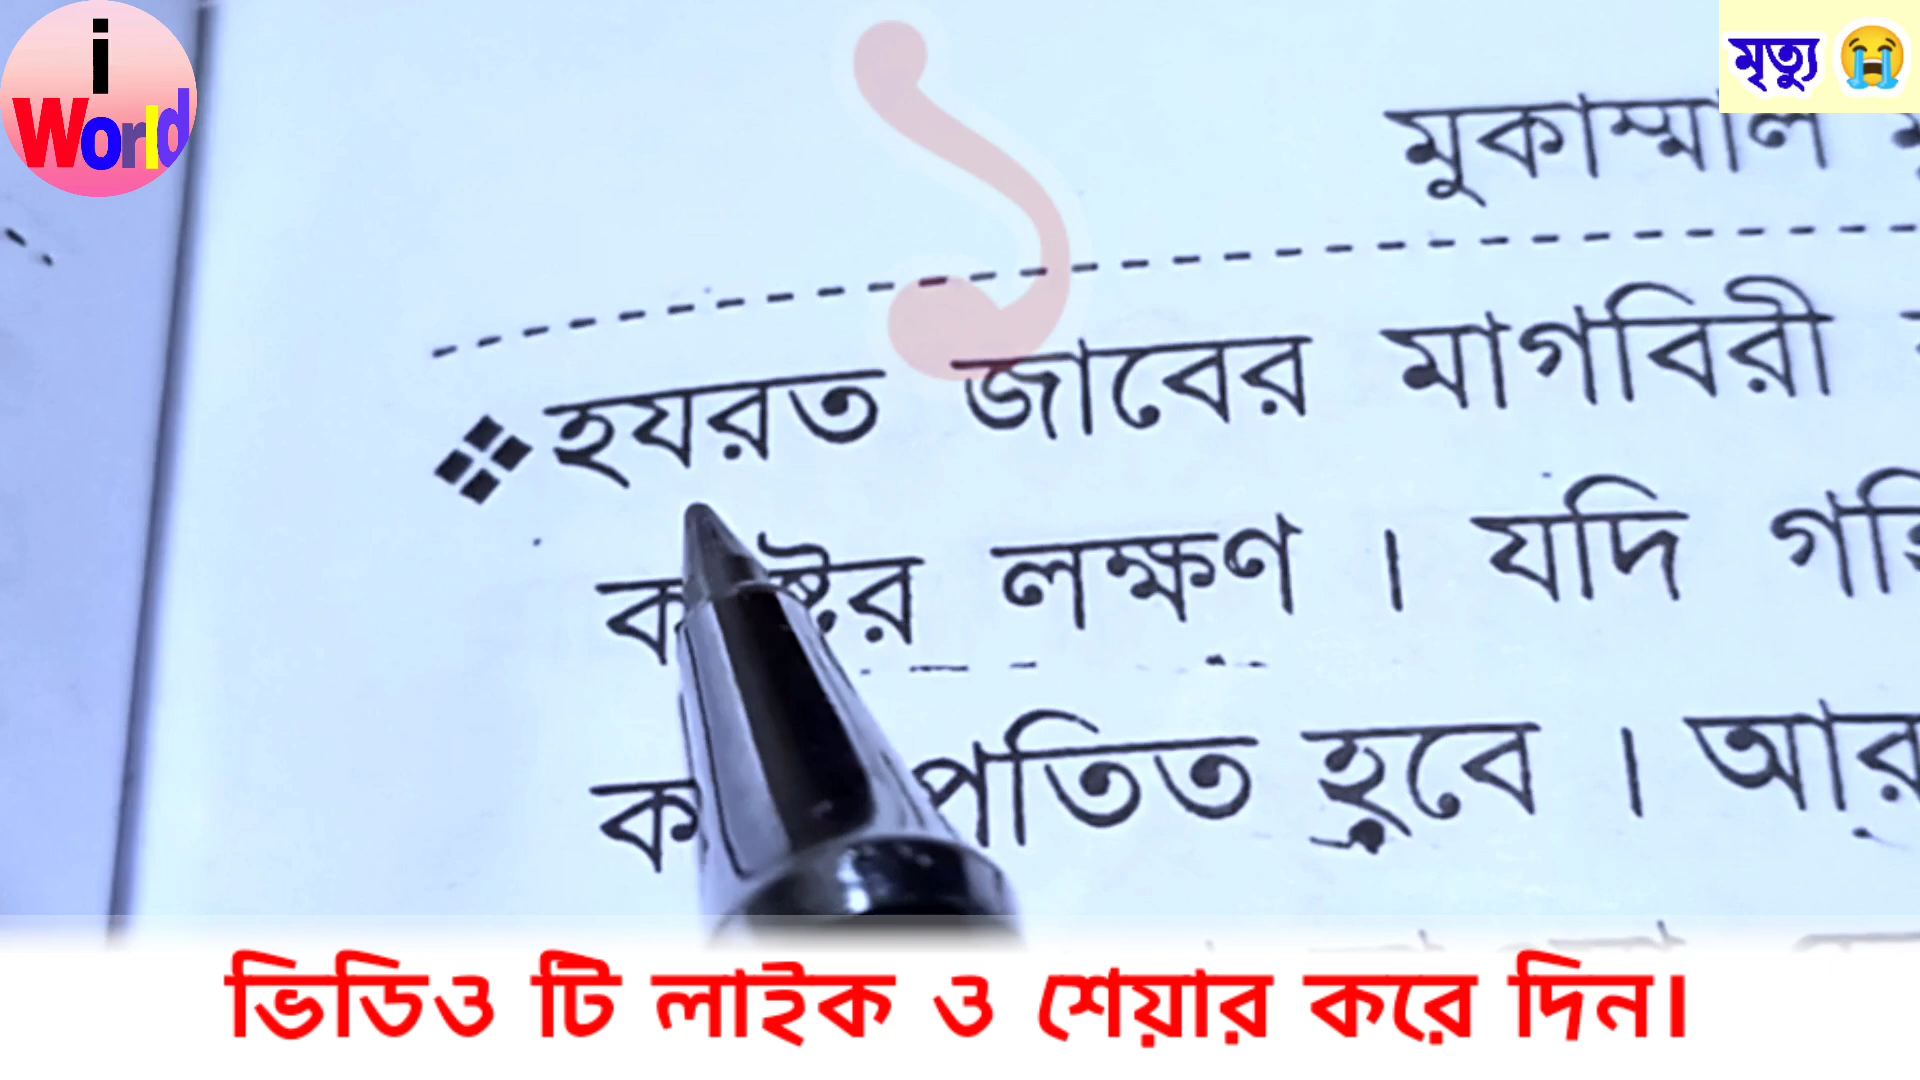 i
World
মৃত্যু 😭
মুকাম্মাল
১
❖ হযরত জাবের মাগবিরী
লক্ষণ । যদি
পতিত হবে । আর
ভিডিও টি লাইক ও শেয়ার করে দিন।